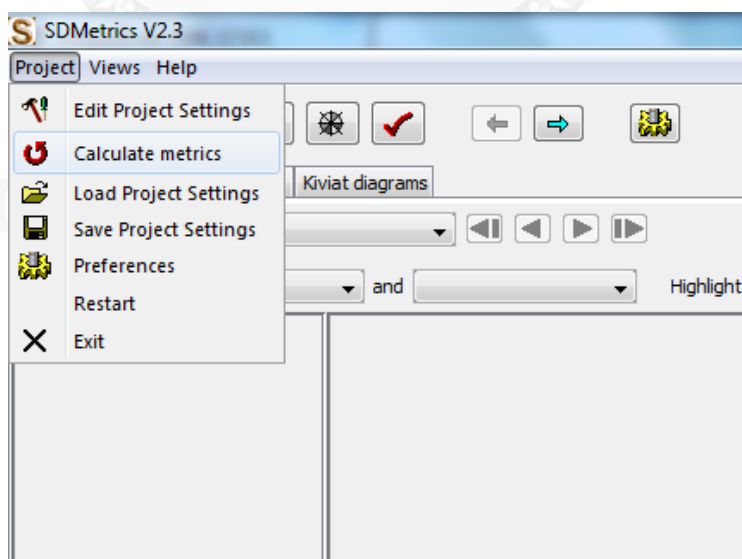 SDMetrics V2.3
Project Views Help
Edit Project Settings
Calculate metrics
Load Project Settings
Save Project Settings
Preferences
Restart
Exit
Kiviat diagrams
and
Highlight